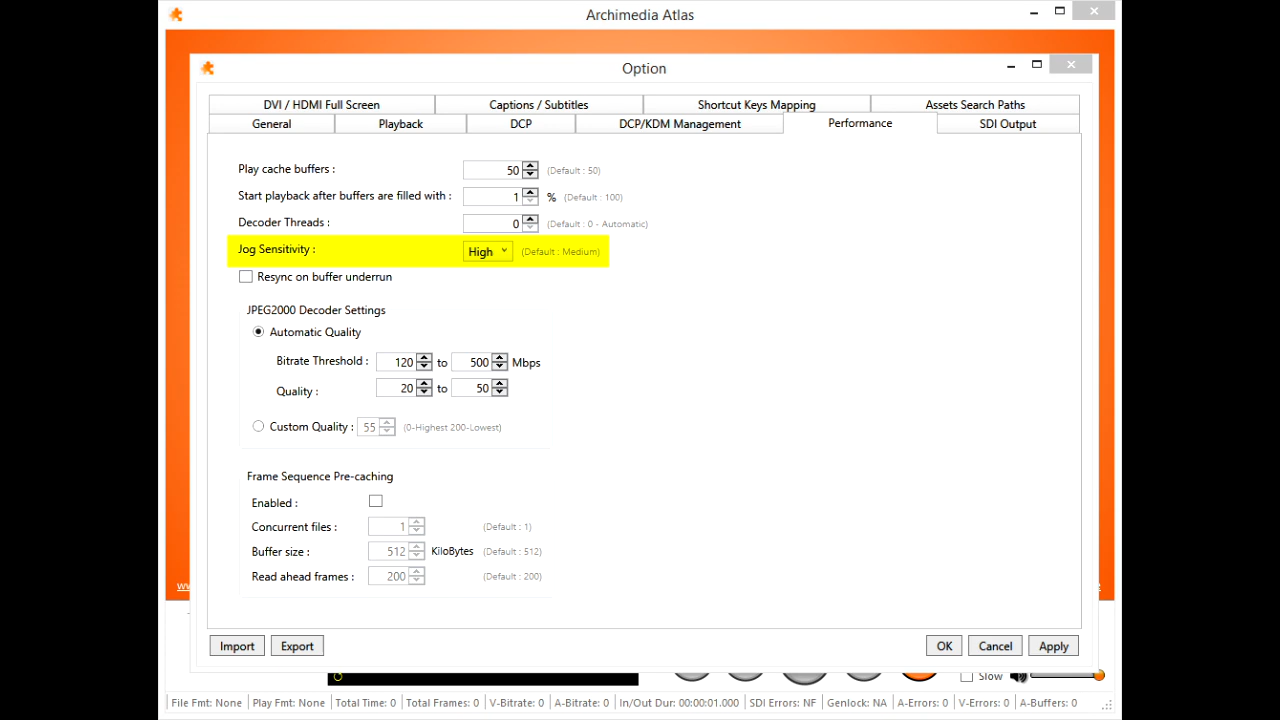 Archimedia Atlas
Option
DVI / HDMI Full Screen Captions / Subtitles Shortcut Keys Mapping Assets Search Paths
General Playback DCP DCP/KDM Management Performance SDI Output
Play cache buffers : 50 (Default : 50)
Start playback after buffers are filled with : 1 % (Default : 100)
Decoder Threads : 0 (Default : 0 - Automatic)
Jog Sensitivity : High (Default : Medium)
Resync on buffer underrun
JPEG2000 Decoder Settings
Automatic Quality
Bitrate Threshold : 120 to 500 Mbps
Quality : 20 to 50
Custom Quality : 55 (0-Highest 200-Lowest)
Frame Sequence Pre-caching
Enabled :
Concurrent files : 1 (Default : 1)
Buffer size : 512 KiloBytes (Default : 512)
Read ahead frames : 200 (Default : 200)
Import Export OK Cancel Apply
Slow
File Fmt: None Play Fmt: None Total Time: 0 Total Frames: 0 V-Bitrate: 0 A-Bitrate: 0 In/Out Dur: 00:00:01.000 SDI Errors: NF Genlock: NA A-Errors: 0 V-Errors: 0 A-Buffers: 0